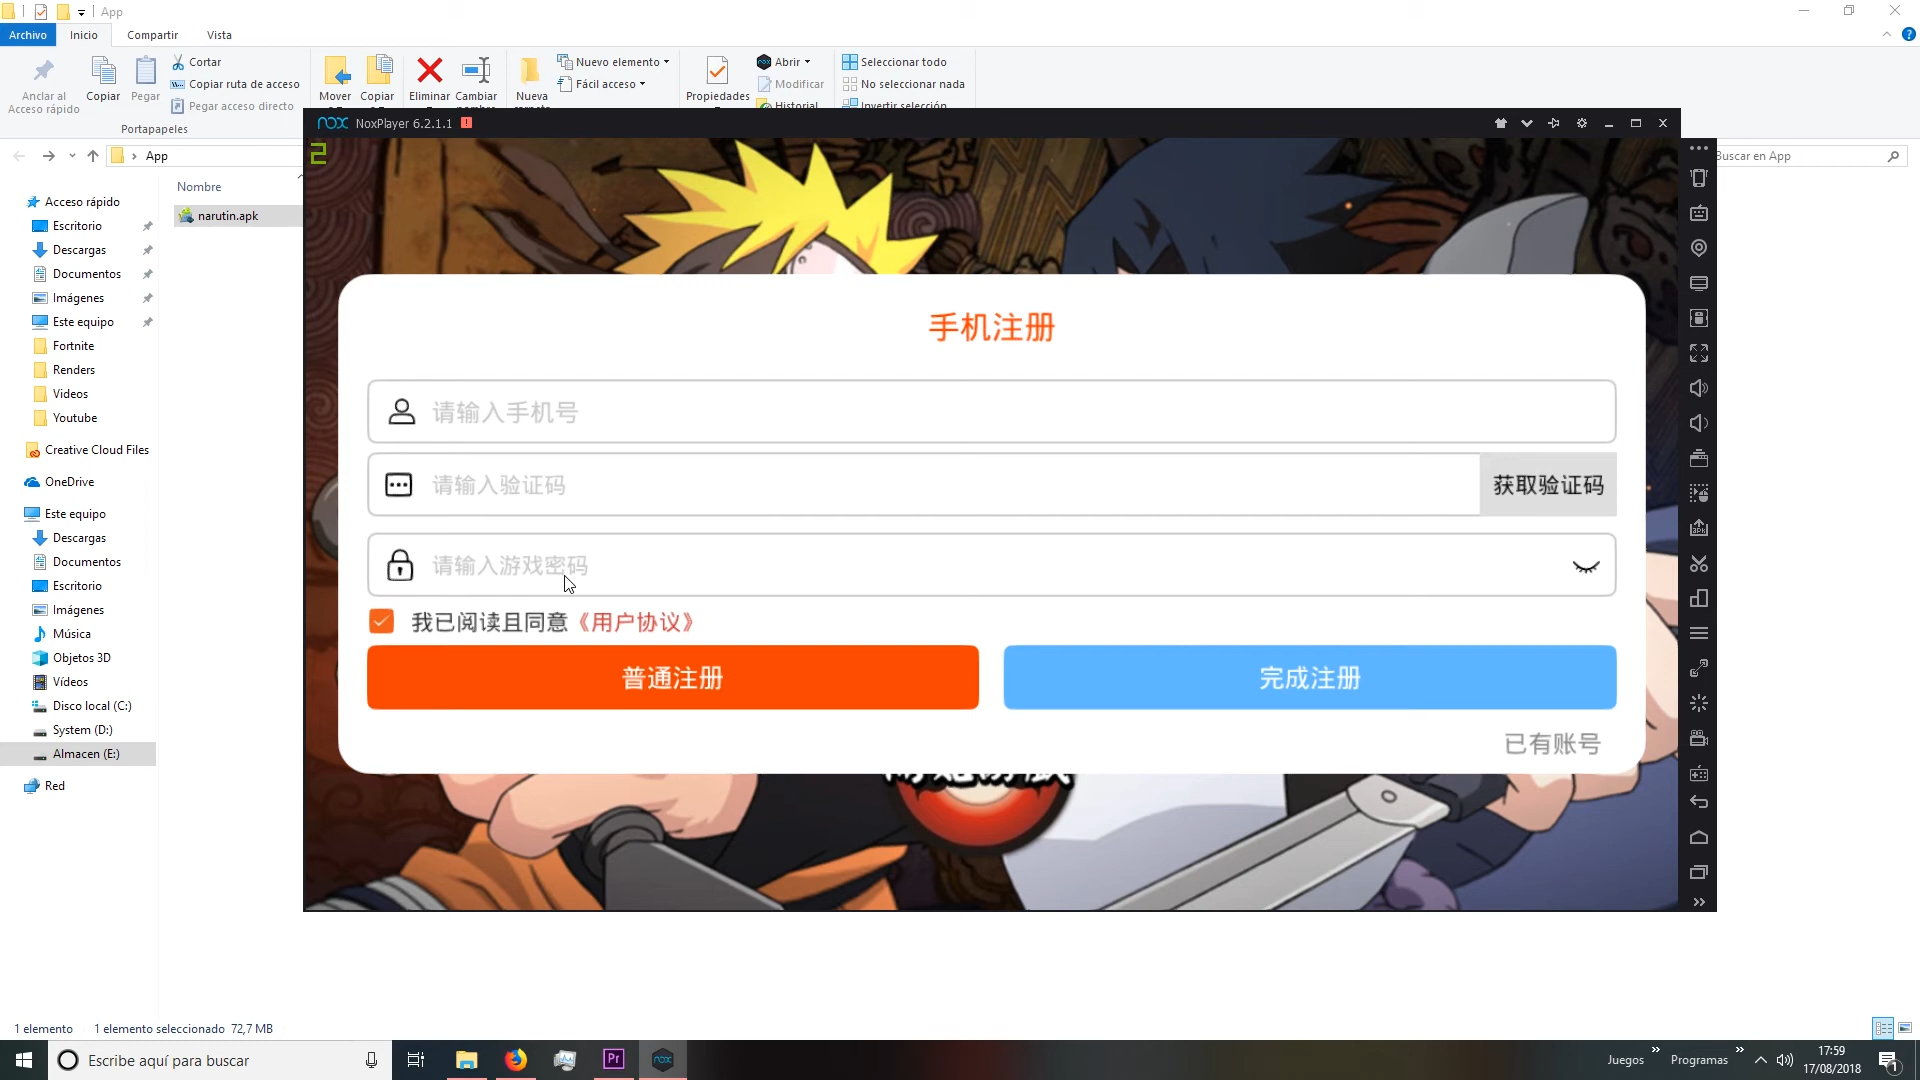 App
Archivo
Inicio
Compartir
Vista
Anclar al
Acceso rápido
Copiar
Pegar
Cortar
Copiar ruta de acceso
Pegar acceso directo
Portapapeles
Mover
Copiar
Eliminar
Cambiar
Nueva
Nuevo elemento
Fácil acceso
Propiedades
Abrir
Modificar
Historial
Seleccionar todo
No seleccionar nada
Invertir selección
nox NoxPlayer 6.2.1.1
App
Buscar en App
2
Nombre
narutin.apk
Acceso rápido
Escritorio
Descargas
Documentos
Imágenes
Este equipo
Fortnite
Renders
Videos
Youtube
Creative Cloud Files
OneDrive
Este equipo
Descargas
Documentos
Escritorio
Imágenes
Música
Objetos 3D
Vídeos
Disco local (C:)
System (D:)
Almacen (E:)
Red
手机注册
请输入手机号
请输入验证码
获取验证码
请输入游戏密码
我已阅读且同意《用户协议》
普通注册
完成注册
已有账号
1 elemento
1 elemento seleccionado 72,7 MB
Escribe aquí para buscar
Pr
nox
Juegos
Programas
17:59
17/08/2018
1